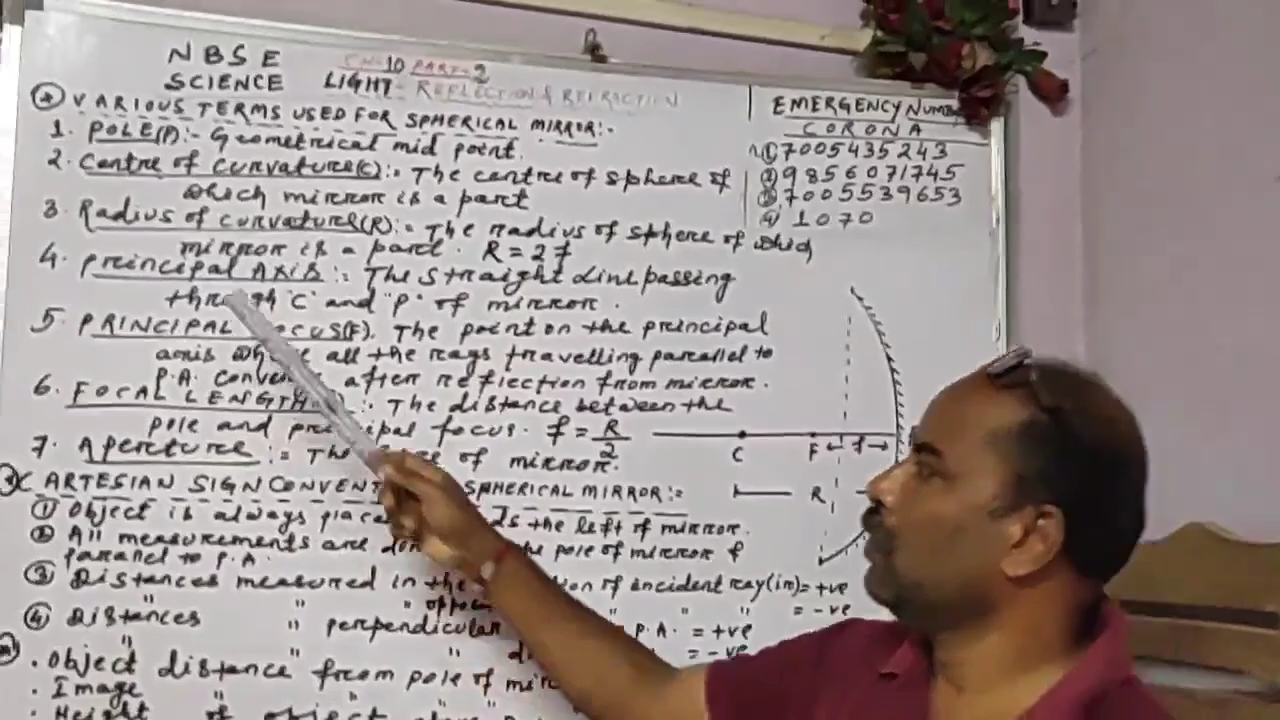 NBSE
SCIENCE
CH-10 PART-2
LIGHT- REFLECTION & REFRACTION
* VARIOUS TERMS USED FOR SPHERICAL MIRROR:-
1. POLE(P):- Geometrical mid point.
2. Centre of curvature(C):- The centre of sphere of
which mirror is a part
3. Radius of curvature(R):- The radius of sphere of which
mirror is a part. R = 2f
4. Principal AXIS:- The straight line passing
through "C" and "P" of mirror.
5. PRINCIPAL FOCUS(F). The point on the principal
axis where all the rays travelling parallel to
P.A. after reflection from mirror.
6. FOCAL LENGTH :- The distance between the
pole and principal focus. f = R/2
7. Aperture := The of mirror.
CARTESIAN SIGN SPHERICAL MIRROR:-
① Object is always the left of mirror.
② All measurements are pole of mirror f
parallel to P.A.
③ Distances measured in the of incident ray(in) = +ve
" " " " " = -ve
④ Distances " perpendicular P.A. = +ve
" " = -ve
. Object distance from pole of
. Image " "
. Height of object
EMERGENCY
CORONA
① 7005435243
② 9856071745
③ 7005539653
④ 1070
C F f
R